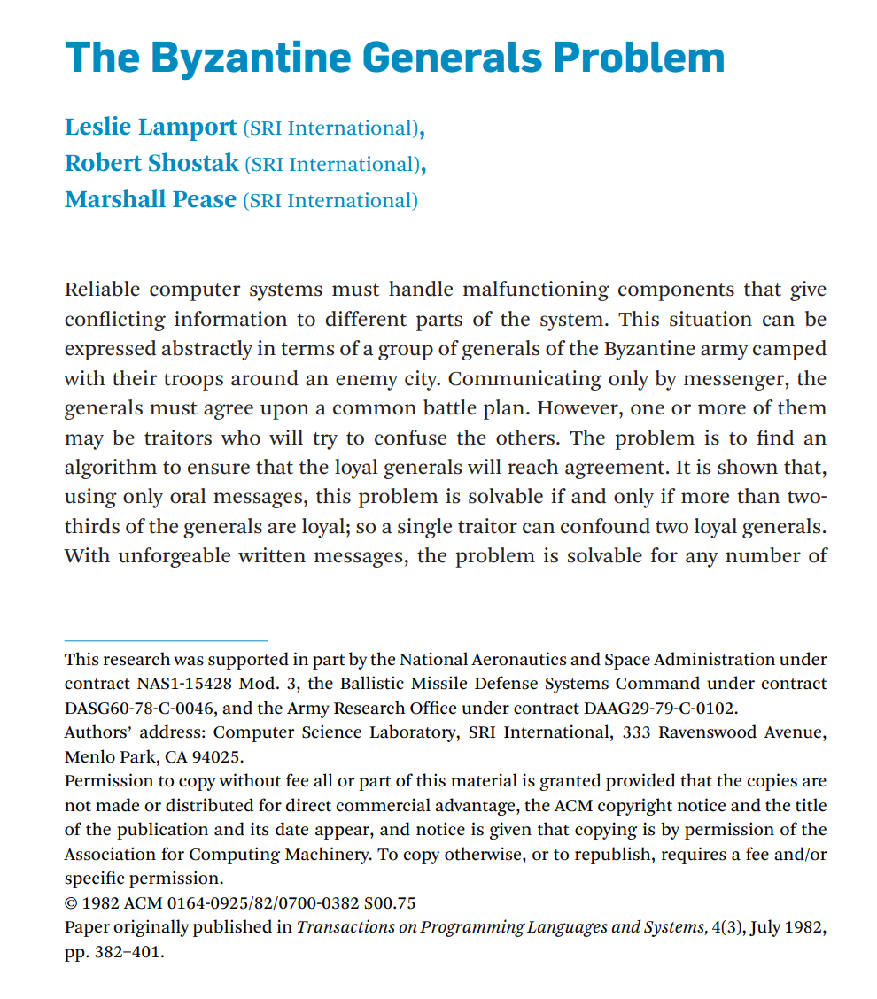 The Byzantine Generals Problem
Leslie Lamport (SRI International),
Robert Shostak (SRI International),
Marshall Pease (SRI International)
Reliable computer systems must handle malfunctioning components that give
conflicting information to different parts of the system. This situation can be
expressed abstractly in terms of a group of generals of the Byzantine army camped
with their troops around an enemy city. Communicating only by messenger, the
generals must agree upon a common battle plan. However, one or more of them
may be traitors who will try to confuse the others. The problem is to find an
algorithm to ensure that the loyal generals will reach agreement. It is shown that,
using only oral messages, this problem is solvable if and only if more than two-
thirds of the generals are loyal; so a single traitor can confound two loyal generals.
With unforgeable written messages, the problem is solvable for any number of
This research was supported in part by the National Aeronautics and Space Administration under
contract NAS1-15428 Mod. 3, the Ballistic Missile Defense Systems Command under contract
DASG60-78-C-0046, and the Army Research Office under contract DAAG29-79-C-0102.
Authors’ address: Computer Science Laboratory, SRI International, 333 Ravenswood Avenue,
Menlo Park, CA 94025.
Permission to copy without fee all or part of this material is granted provided that the copies are
not made or distributed for direct commercial advantage, the ACM copyright notice and the title
of the publication and its date appear, and notice is given that copying is by permission of the
Association for Computing Machinery. To copy otherwise, or to republish, requires a fee and/or
specific permission.
© 1982 ACM 0164-0925/82/0700-0382 $00.75
Paper originally published in Transactions on Programming Languages and Systems, 4(3), July 1982,
pp. 382–401.